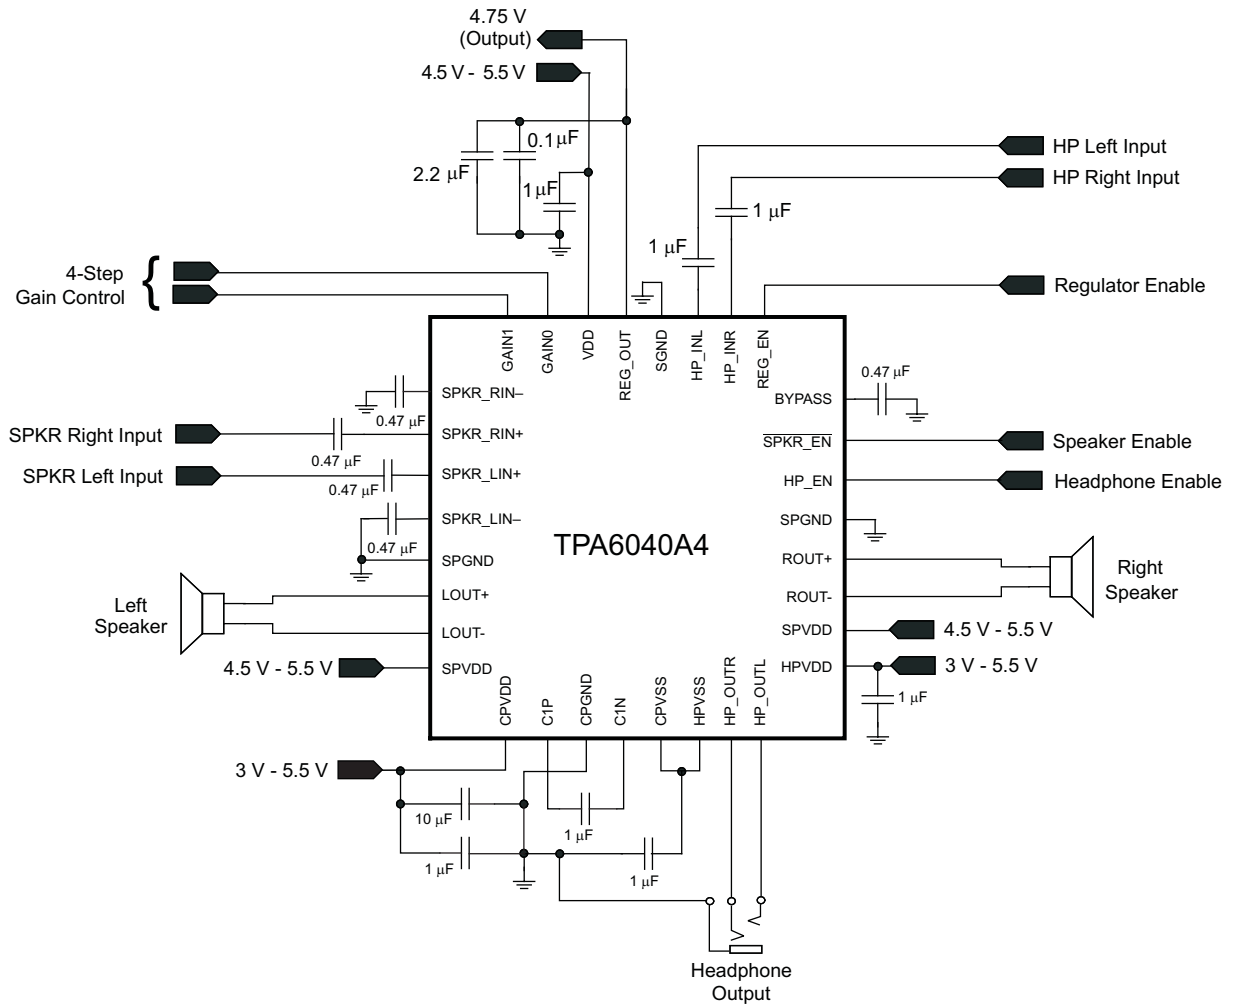 4.75 V
(Output)
4.5 V - 5.5 V
0.1 μF
2.2 μF
1 μF
HP Left Input
HP Right Input
1 μF
1 μF
4-Step
Gain Control
{
Regulator Enable
GAIN1
GAIN0
VDD
REG_OUT
SGND
HP_INL
HP_INR
REG_EN
SPKR_RIN–
0.47 μF
BYPASS
0.47 μF
SPKR Right Input
SPKR_RIN+
0.47 μF
SPKR_EN
Speaker Enable
SPKR Left Input
SPKR_LIN+
0.47 μF
HP_EN
Headphone Enable
SPKR_LIN–
0.47 μF
SPGND
TPA6040A4
SPGND
ROUT+
Right
Speaker
LOUT+
ROUT-
Left
Speaker
LOUT-
SPVDD
4.5 V - 5.5 V
4.5 V - 5.5 V
SPVDD
HPVDD
3 V - 5.5 V
1 μF
CPVDD
C1P
CPGND
C1N
CPVSS
HPVSS
HP_OUTR
HP_OUTL
3 V - 5.5 V
10 μF
1 μF
1 μF
1 μF
Headphone
Output